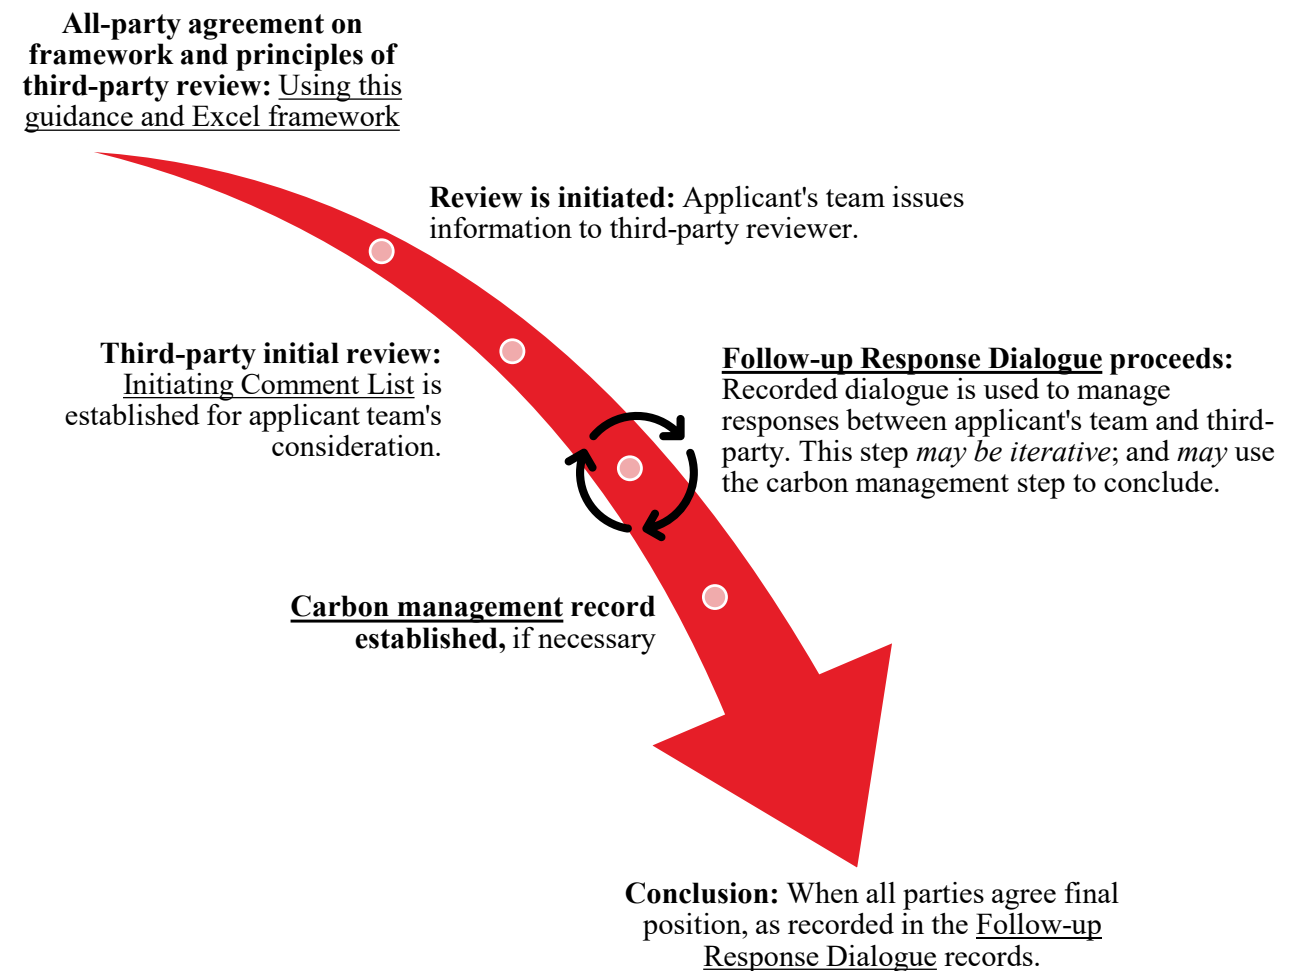 All-party agreement on
framework and principles of
third-party review: Using this
guidance and Excel framework
Review is initiated: Applicant's team issues
information to third-party reviewer.
Third-party initial review:
Initiating Comment List is
established for applicant team's
consideration.
Follow-up Response Dialogue proceeds:
Recorded dialogue is used to manage
responses between applicant's team and third-
party. This step may be iterative; and may use
the carbon management step to conclude.
Carbon management record
established, if necessary
Conclusion: When all parties agree final
position, as recorded in the Follow-up
Response Dialogue records.